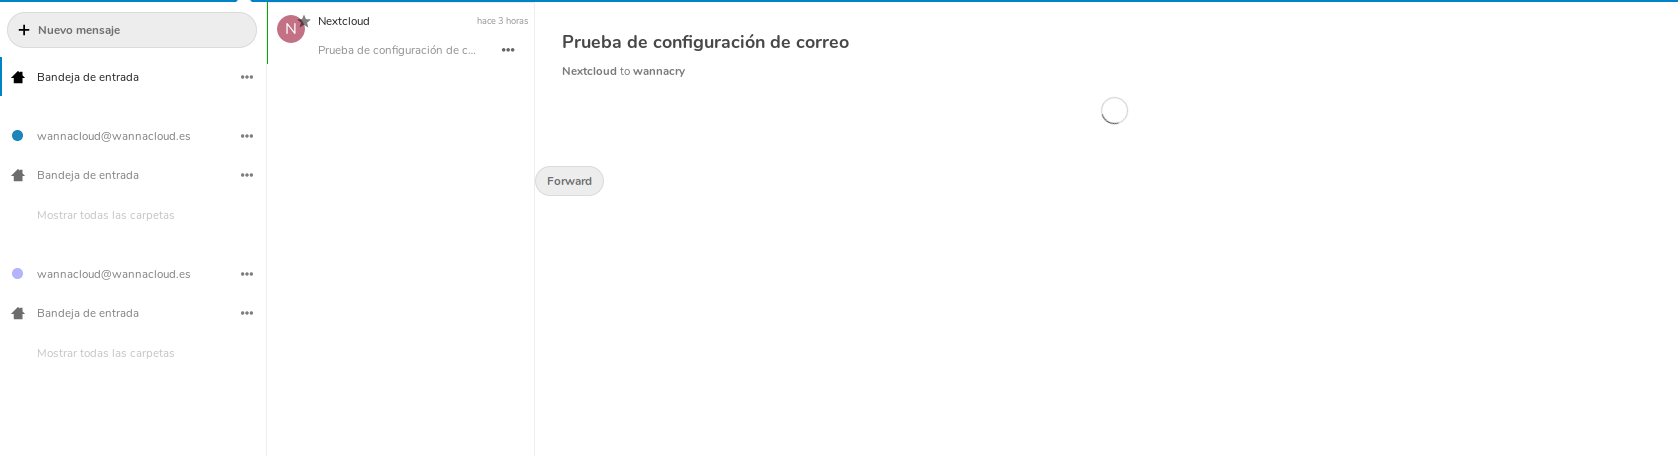 Nuevo mensaje
Bandeja de entrada
wannacloud@wannacloud.es
Bandeja de entrada
Mostrar todas las carpetas
wannacloud@wannacloud.es
Bandeja de entrada
Mostrar todas las carpetas
N
Nextcloud hace 3 horas
Prueba de configuración de c...
Prueba de configuración de correo
Nextcloud to wannacry
Forward